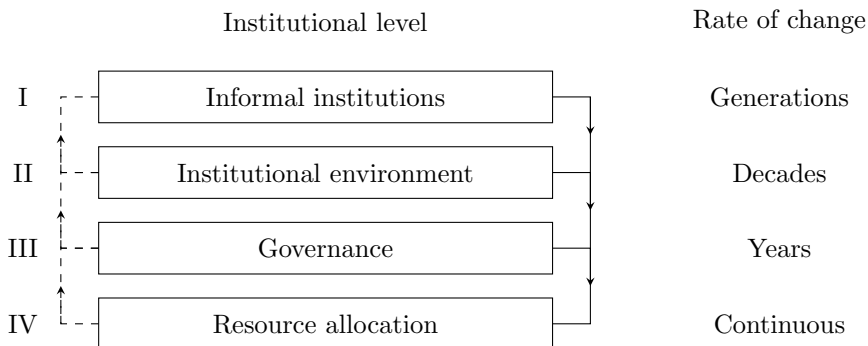 Institutional level Rate of change
I Informal institutions Generations
II Institutional environment Decades
III Governance Years
IV Resource allocation Continuous